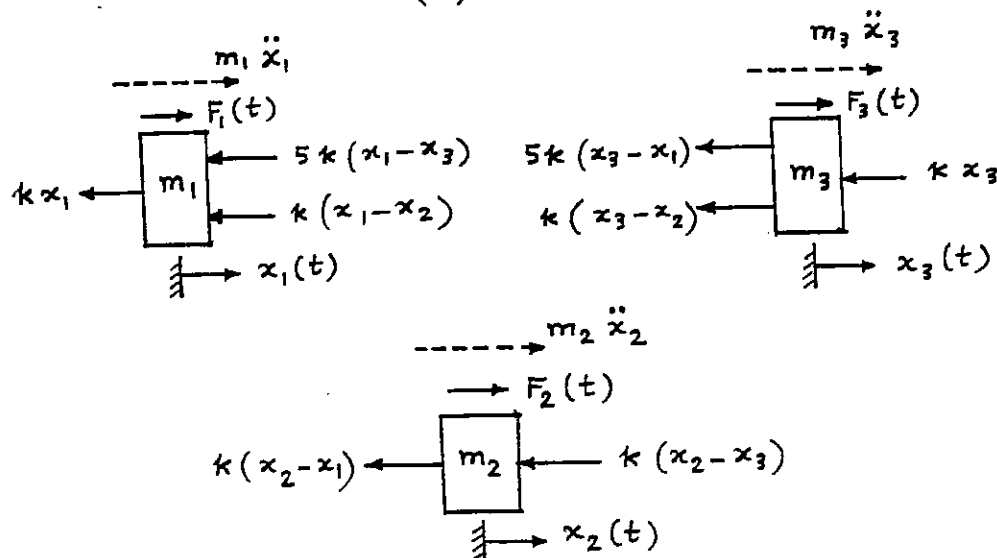 m₁ ẍ₁
F₁(t)
5k(x₁−x₃)
k x₁
m₁
k(x₁−x₂)
x₁(t)
m₃ ẍ₃
F₃(t)
5k(x₃−x₁)
m₃
k x₃
k(x₃−x₂)
x₃(t)
m₂ ẍ₂
F₂(t)
k(x₂−x₁)
m₂
k(x₂−x₃)
x₂(t)